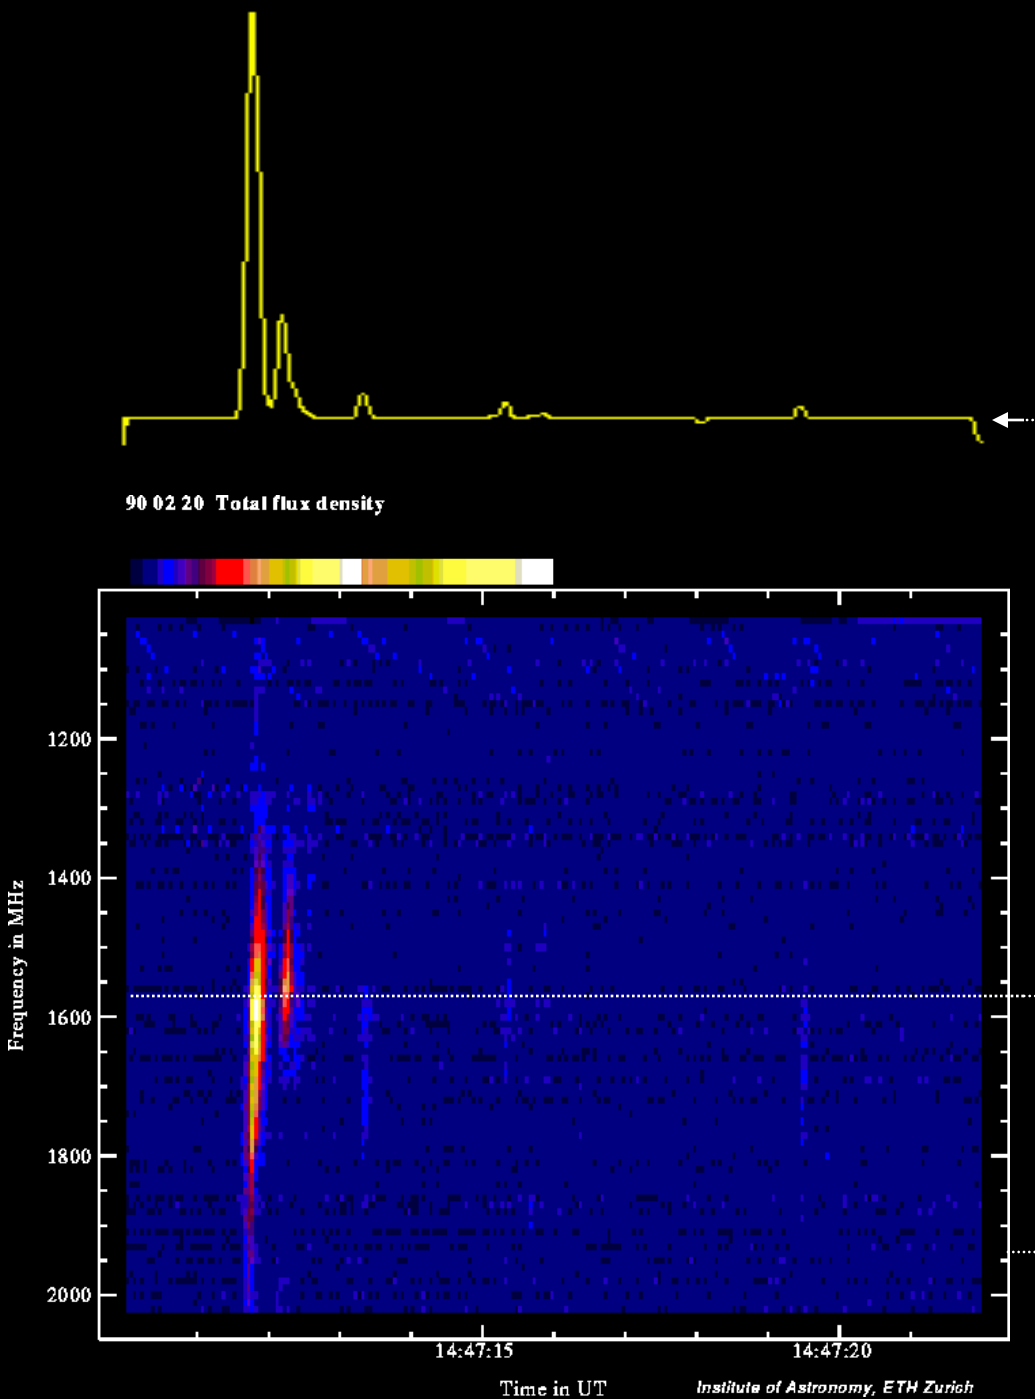 90 02 20 Total flux density
1200
1400
1600
1800
2000
Frequency in MHz
14:47:15
14:47:20
Time in UT
Institute of Astronomy, ETH Zurich